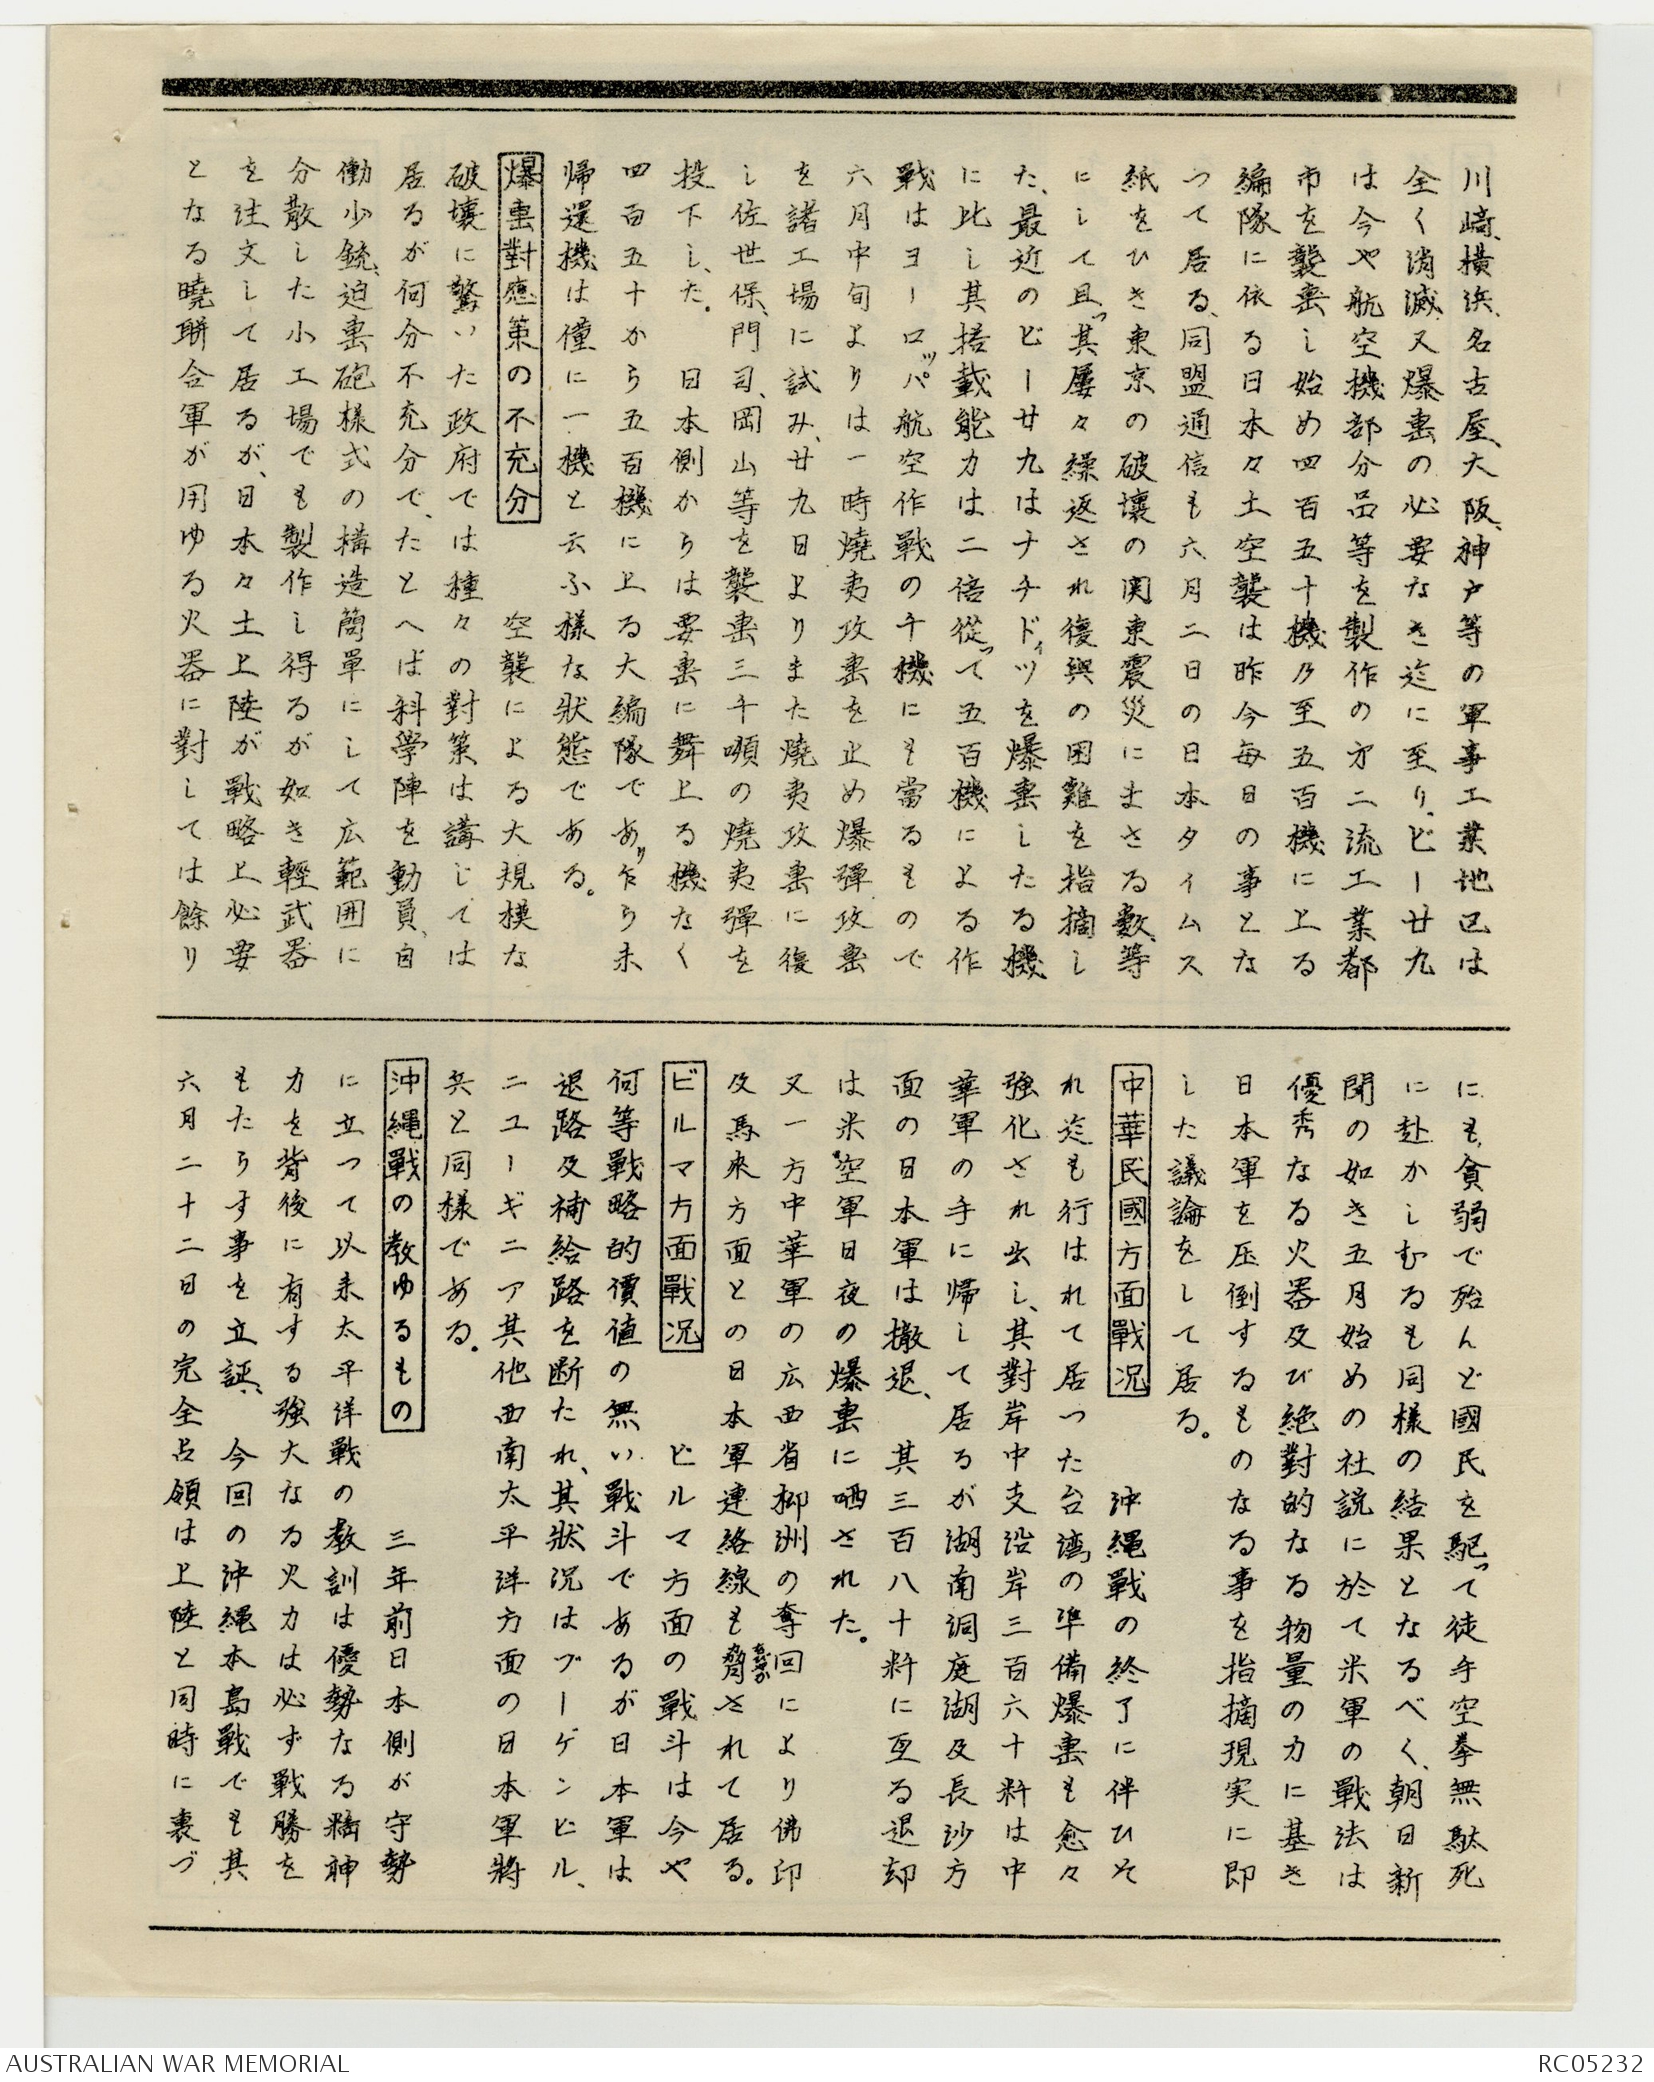 川崎、横浜、名古屋、大阪、神戸等の軍事工業地区は
全く消滅、又爆撃の必要なき迄に至り、ビー廿九
は今や航空機部分品等を製作の才二流工業都
市を襲撃し始め四百五十機乃至五百機に上る
編隊に依る日本々土空襲は昨今毎日の事とな
つて居る、同盟通信も六月二日の日本タイムス
紙をひき東京の破壊の関東震災にまさる数等
にして且っ其屡々繰返され復興の困難を指摘し
た、最近のビー廿九はナチドィツを爆撃したる機
に比し其搭載能力は二倍従って五百機による作
戦はヨーロッパ航空作戦の千機にも當るもので
六月中旬よりは一時燒夷攻撃を止め爆彈攻撃
を諸工場に試み、廿九日よりまた燒夷攻撃に復
し佐世保、門司、岡山等を襲撃三千噸の燒夷彈を
投下した。 日本側からは要撃に舞上る機なく
四百五十から五百機に上る大編隊であり乍ら未
帰還機は僅に一機と云ふ様な狀態である。
爆撃對應策の不充分 空襲による大規模な
破壊に驚いた政府では種々の對策は講じては
居るが何分不充分で、たとへば科學陣を動員、自
働少銃、迫撃砲様式の構造簡單にして広範囲に
分散した小工場でも製作し得るが如き輕武器
を注文して居るが、日本々土上陸が戦略上必要
となる曉聯合軍が用ゆる火器に對しては餘り
にも貧弱で殆んど國民を駆って徒手空拳無駄死
に赴かしむるも同様の結果となるべく、朝日新
聞の如き五月始めの社説に於て米軍の戰法は
優秀なる火器及び絶對的なる物量の力に基き
日本軍を圧倒するものなる事を指摘現実に即
した議論をして居る。
中華民國方面戰況 沖縄戰の終了に伴ひそ
れ迄も行はれて居つた台湾の準備爆撃も愈々
強化され出し、其對岸中支沿岸三百六十粁は中
華軍の手に帰して居るが湖南洞庭湖及長沙方
面の日本軍は撤退、其三百八十粁に亙る退却
は米空軍日夜の爆撃に晒された。
又一方中華軍の広西省柳洲の奪回により佛印
及馬來方面との日本軍連絡線も脅されて居る。
ビルマ方面戰况 ビルマ方面の戰斗は今や
何等戰略的價値の無い戰斗であるが日本軍は
退路及補給路を断たれ、其狀況はブーゲンビル、
ニユーギニア其他西南太平洋方面の日本軍將
兵と同様である。
沖縄戰の教ゆるもの 三年前日本側が守勢
に立つて以来太平洋戰の教訓は優勢なる精神
力を背後に有する強大なる火力は必ず戰勝を
もたらす事を立証、今回の沖縄本島戰でも其
六月二十二日の完全占領は上陸と同時に裏づ
AUSTRALIAN WAR MEMORIAL
RC05232